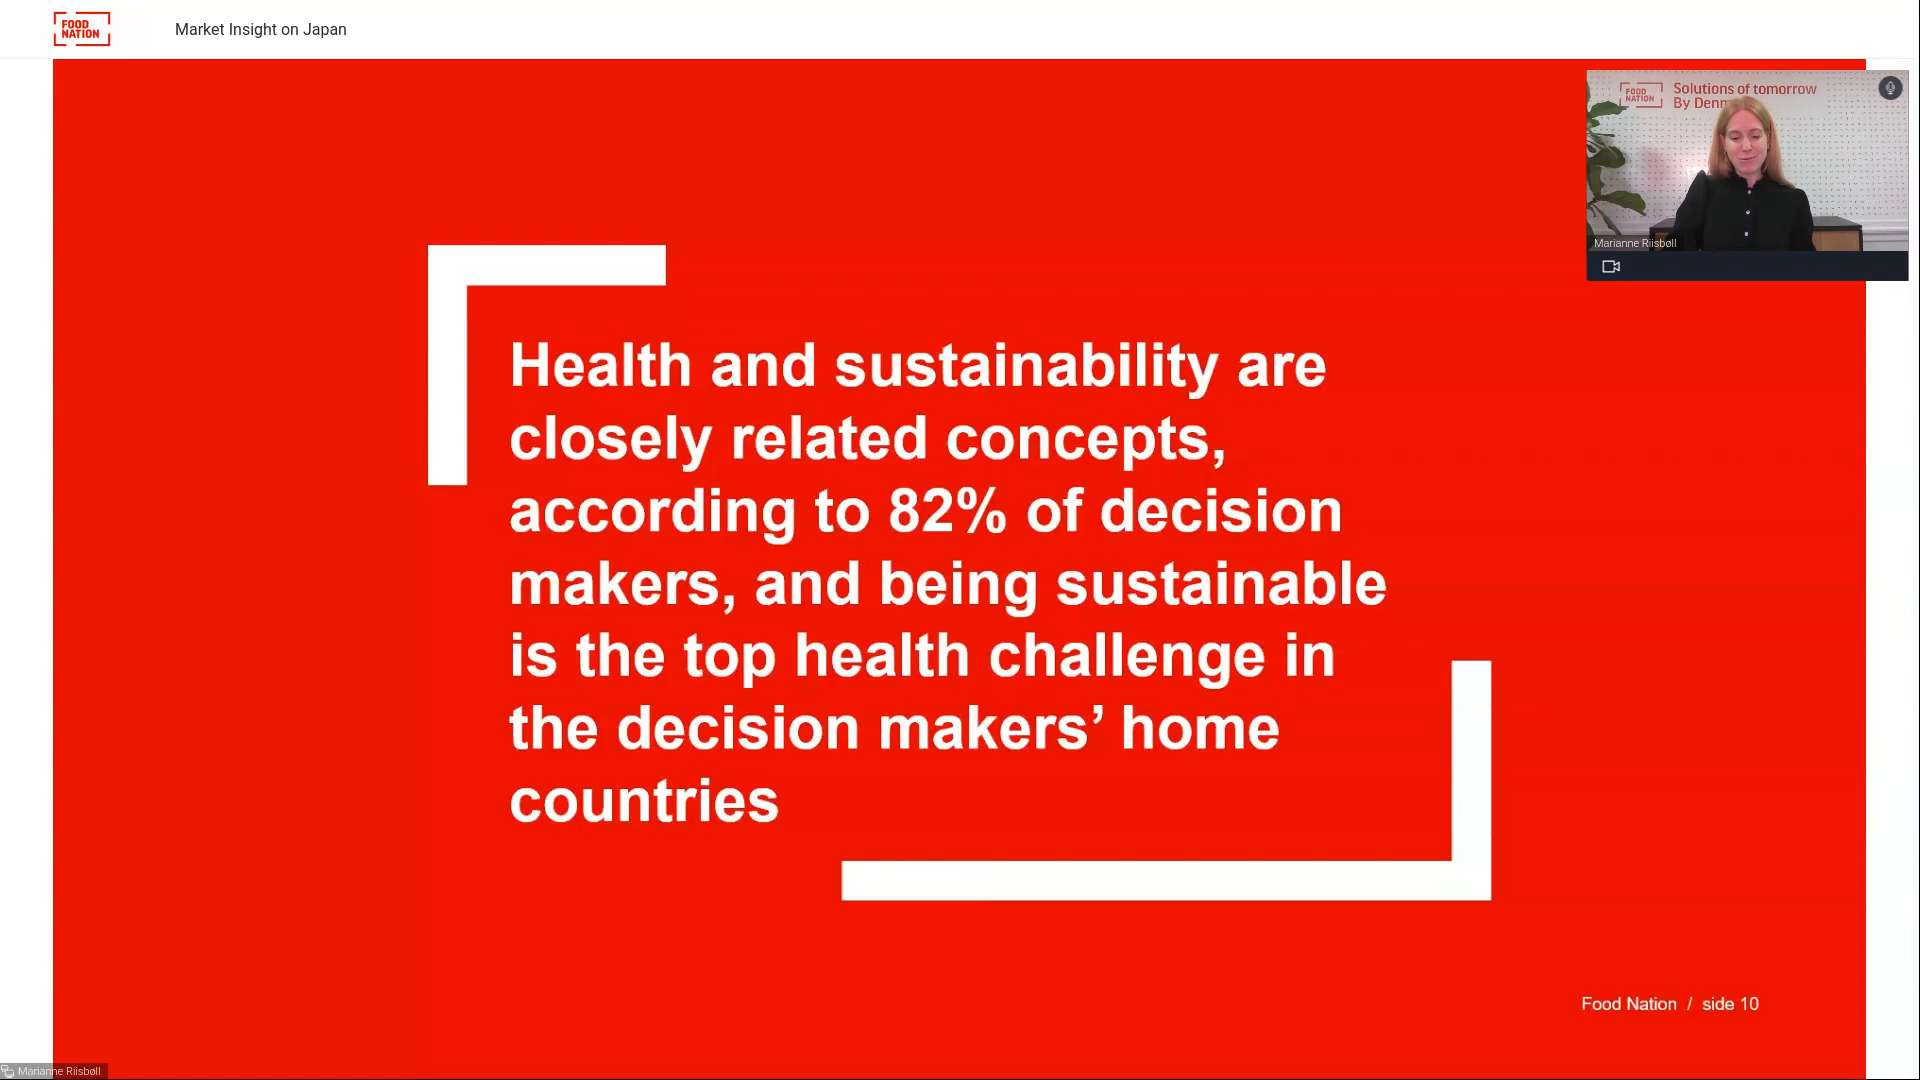 FOOD
NATION
Market Insight on Japan
FOOD
NATION
Solutions of tomorrow
By Denm
Marianne Riisbøll
Health and sustainability are
closely related concepts,
according to 82% of decision
makers, and being sustainable
is the top health challenge in
the decision makers’ home
countries
Food Nation / side 10
Marianne Riisbøll